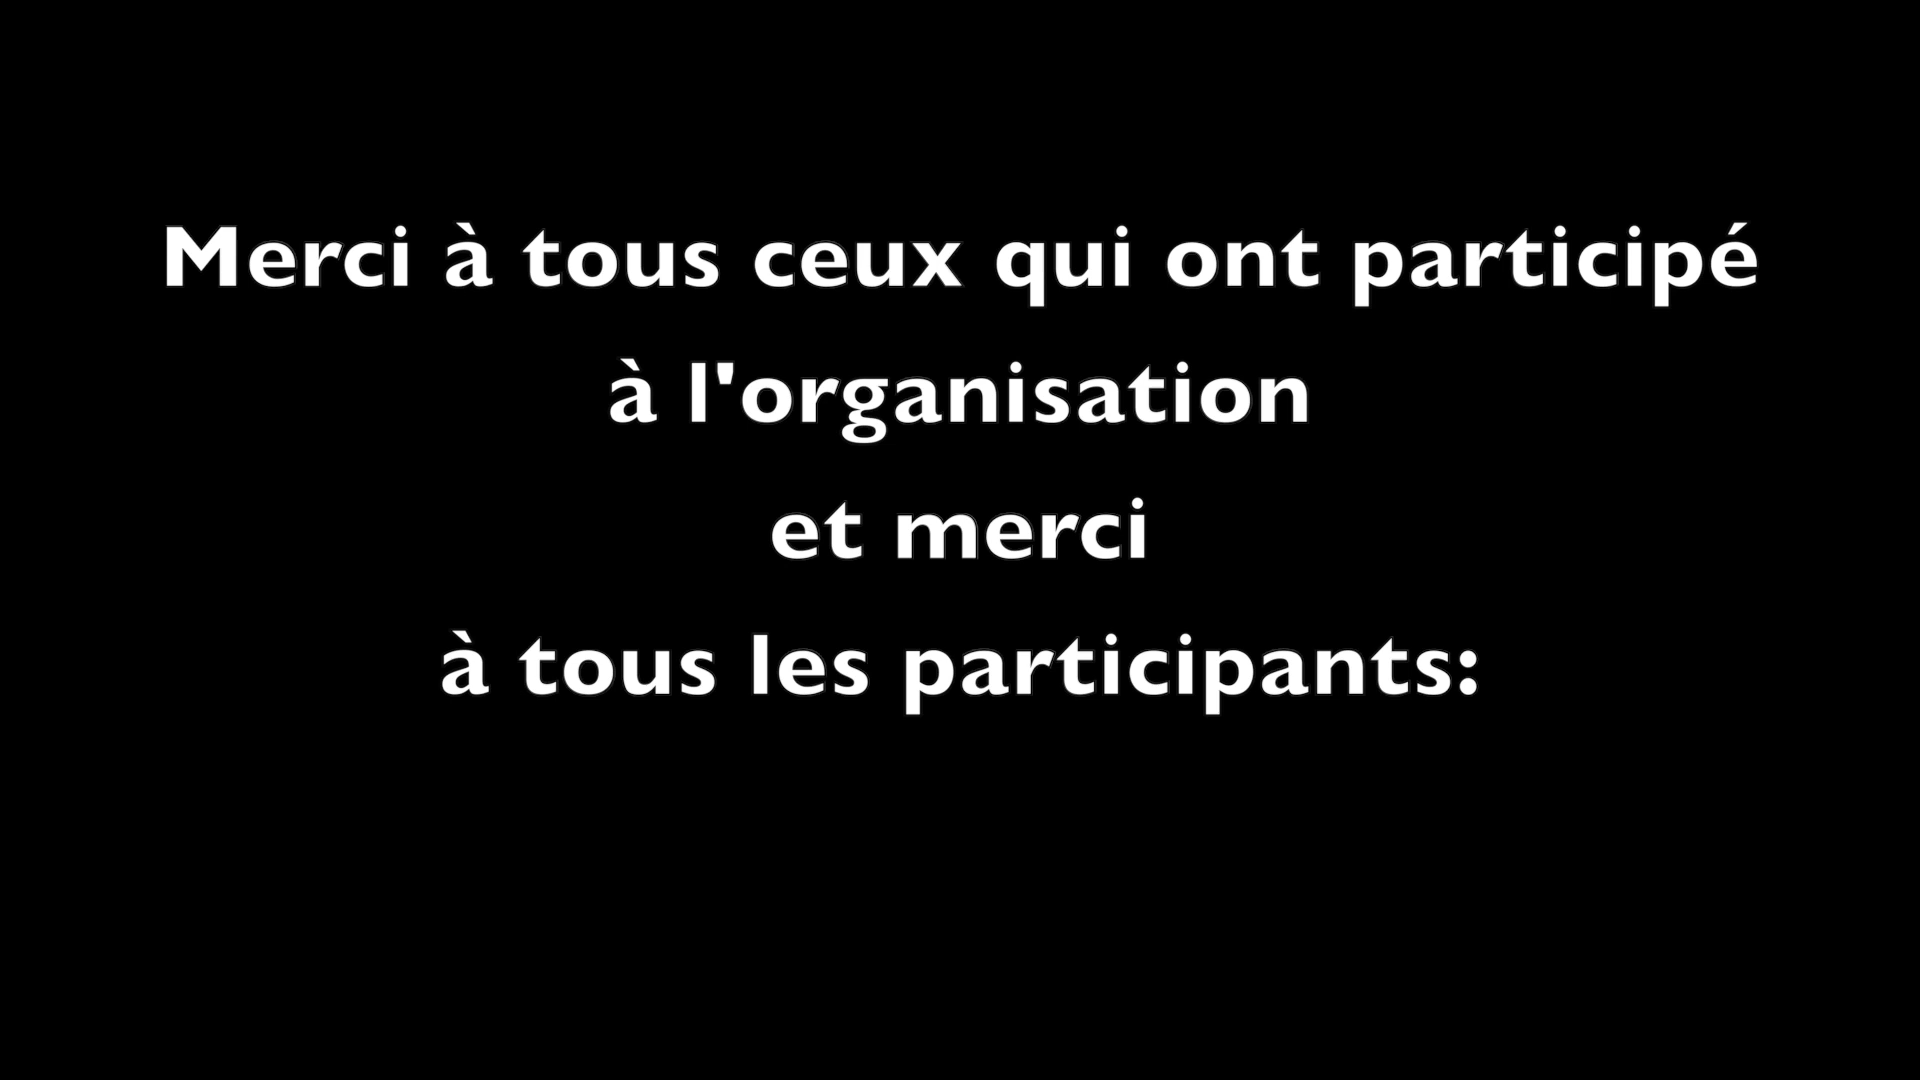 Merci à tous ceux qui ont participé
à l'organisation
et merci
à tous les participants: